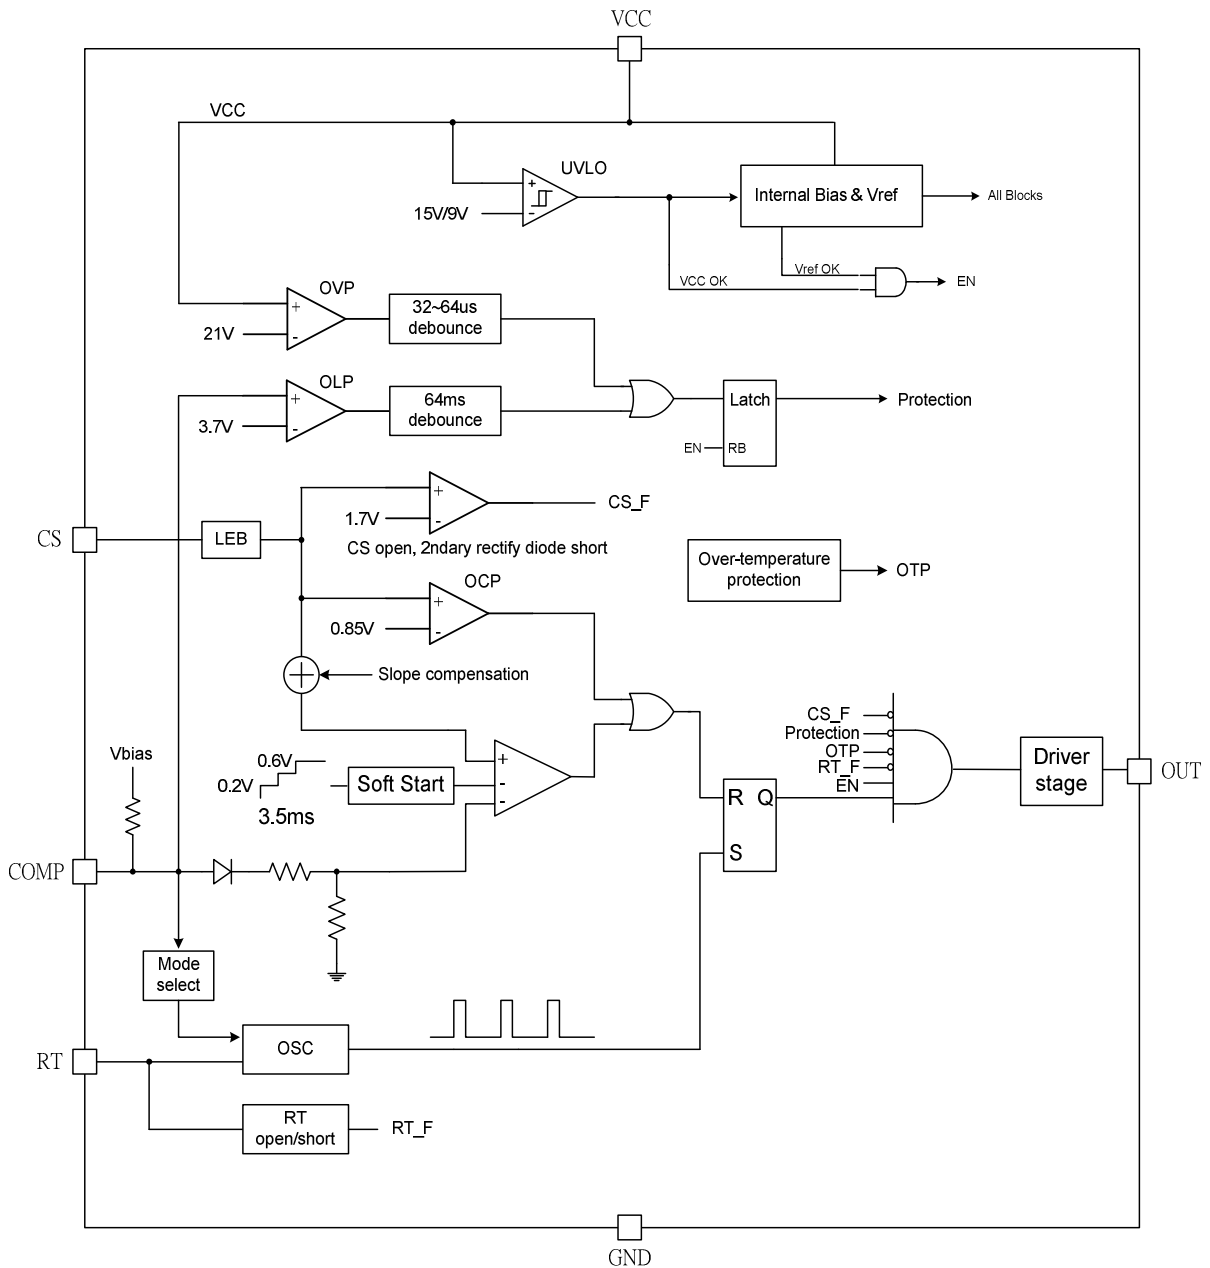 VCC
VCC
UVLO
+
-
15V/9V
Internal Bias & Vref
All Blocks
Vref OK
VCC OK
EN
OVP
+
-
21V
32~64us
debounce
OLP
+
-
3.7V
64ms
debounce
Latch
EN
RB
Protection
CS
LEB
+
-
1.7V
CS_F
CS open, 2ndary rectify diode short
Over-temperature
protection
OTP
OCP
+
-
0.85V
Slope compensation
Vbias
0.6V
0.2V
3.5ms
Soft Start
+
-
-
CS_F
Protection
OTP
RT_F
EN
R Q
S
Driver
stage
OUT
COMP
Mode
select
OSC
RT
RT
open/short
RT_F
GND